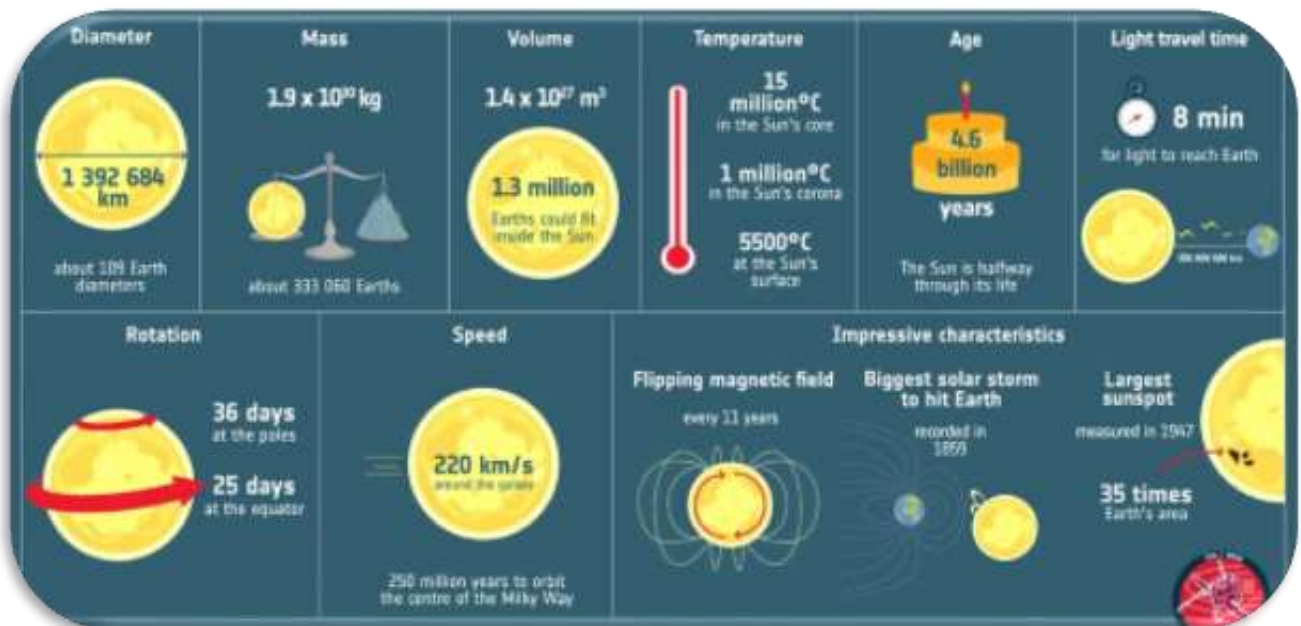 Diameter
1 392 684
km
about 109 Earth
diameters
Mass
1.9 x 10³⁰ kg
about 333 060 Earths
Volume
1.4 x 10²⁷ m³
1.3 million
Earths could fit
inside the Sun
Temperature
15
million°C
in the Sun's core
1 million°C
in the Sun's corona
5500°C
at the Sun's
surface
Age
4.6
billion
years
The Sun is halfway
through its life
Light travel time
8 min
for light to reach Earth
Rotation
36 days
at the poles
25 days
at the equator
Speed
220 km/s
around the galaxy
250 million years to orbit
the centre of the Milky Way
Impressive characteristics
Flipping magnetic field
every 11 years
Biggest solar storm
to hit Earth
recorded in
1859
Largest
sunspot
measured in 1947
35 times
Earth's area